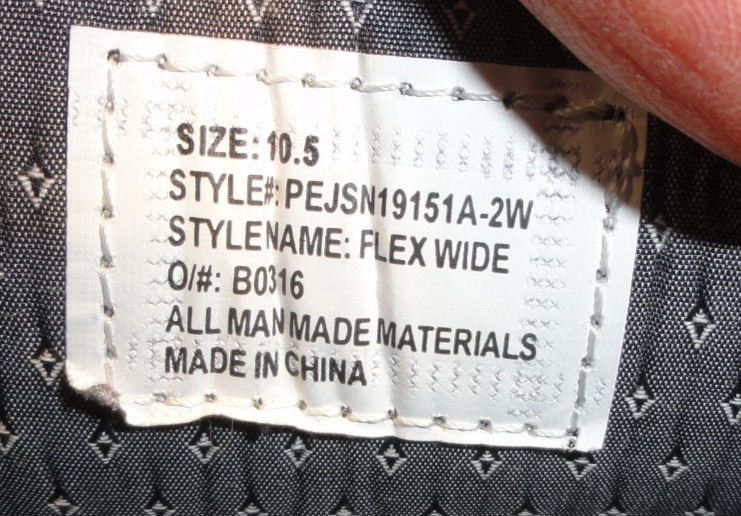 SIZE: 10.5
STYLE#: PEJSN19151A-2W
STYLENAME: FLEX WIDE
O/#: B0316
ALL MAN MADE MATERIALS
MADE IN CHINA